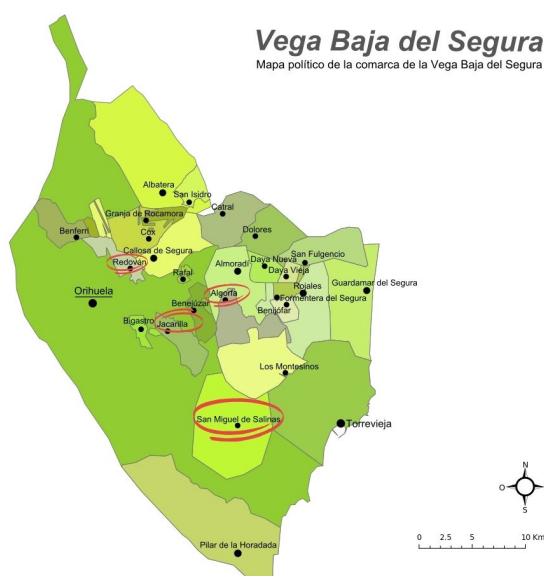 Vega Baja del Segura
Mapa político de la comarca de la Vega Baja del Segura
Albatera
San Isidro
Catral
Granja de Rocamora
Cox
Benferri
Dolores
Callosa de Segura
Redován
Rafal
Almoradí
Daya Nueva
San Fulgencio
Daya Vieja
Orihuela
Algorfa
Rojales
Guardamar del Segura
Formentera del Segura
Benejúzar
Benijófar
Bigastro
Jacarilla
Los Montesinos
San Miguel de Salinas
Torrevieja
Pilar de la Horadada
N
O
E
S
0 2.5 5 10 Km